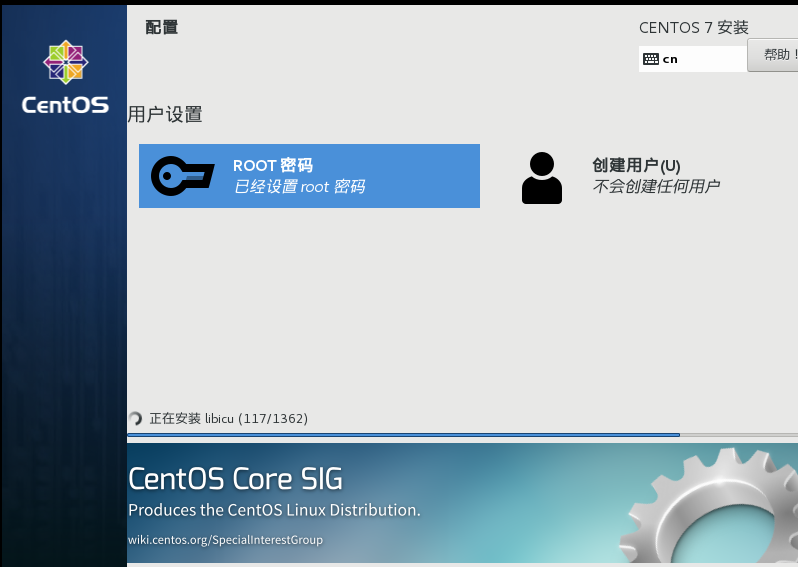 配置
CENTOS 7 安装
cn
帮助！
CentOS
用户设置
ROOT 密码
已经设置 root 密码
创建用户(U)
不会创建任何用户
正在安装 libicu (117/1362)
CentOS Core SIG
Produces the CentOS Linux Distribution.
wiki.centos.org/SpecialInterestGroup